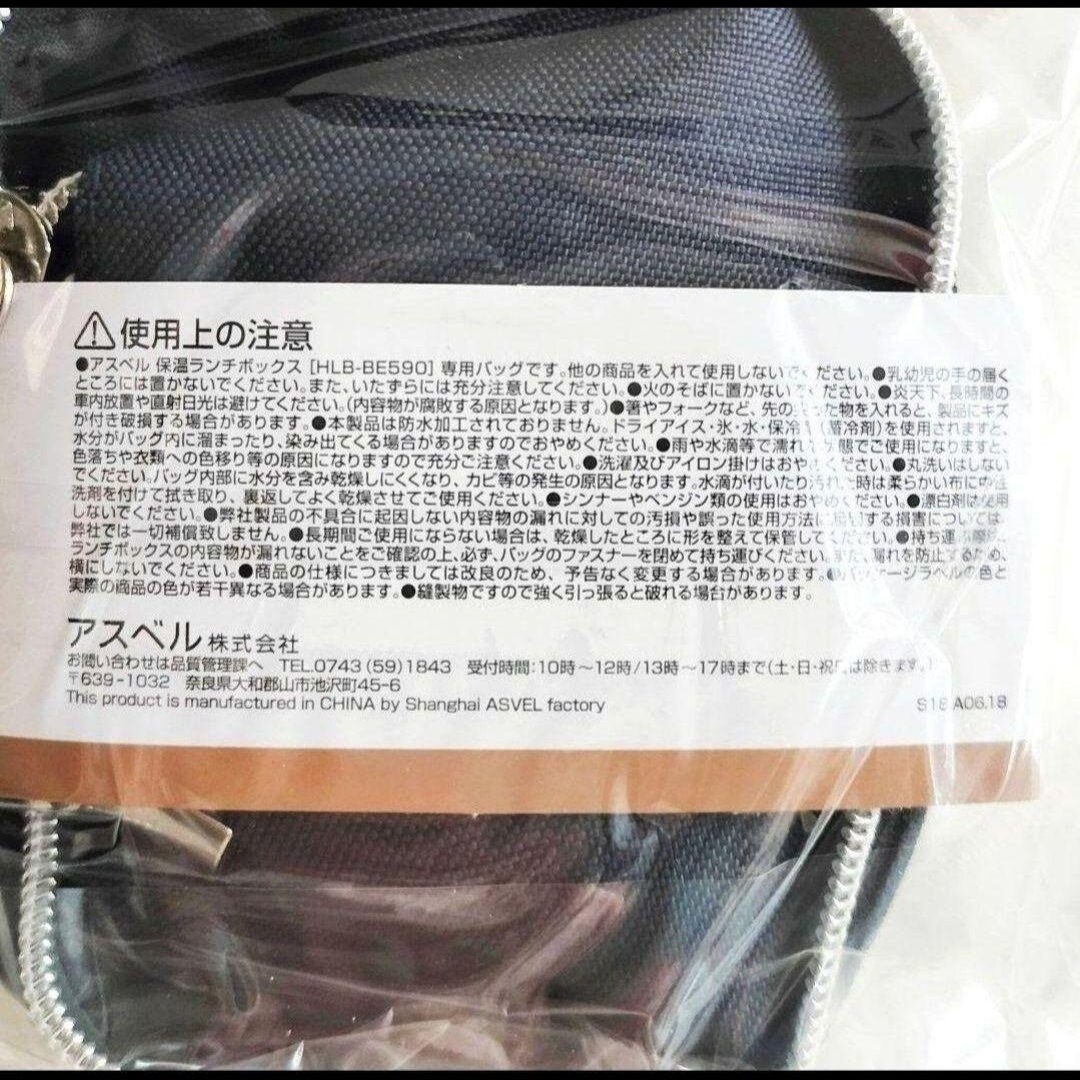 ⚠使用上の注意
●アスベル 保温ランチボックス [HLB-BE590] 専用バッグです。他の商品を入れて使用しないでください。●乳幼児の手の届く
ところには置かないでください。また、いたずらには充分注意してください。●火のそばに置かないでください。●炎天下、長時間の
車内放置や直射日光は避けてください。(内容物が腐敗する原因となります。)●箸やフォークなど、先の尖った物を入れると、製品にキズ
が付き破損する場合があります。●本製品は防水加工されておりません。ドライアイス・氷・水・保冷剤(蓄冷剤)を使用されますと、
水分がバッグ内に溜まったり、染み出てくる場合がありますのでおやめください。●雨や水滴等で濡れた状態でご使用になりますと、
色落ちや衣類への色移り等の原因になりますので充分ご注意ください。●洗濯及びアイロン掛けはおやめください。●丸洗いはしない
でください。バッグ内部に水分を含み乾燥しにくくなり、カビ等の発生の原因となります。水滴が付いたり汚れた時は柔らかい布に中性
洗剤を付けて拭き取り、裏返してよく乾燥させてご使用ください。●シンナーやベンジン類の使用はおやめください。●漂白剤は使用
しないでください。●弊社製品の不具合に起因しない内容物の漏れに対しての汚損や誤った使用方法に起因する損害については、
弊社では一切補償致しません。●長期間ご使用にならない場合は、乾燥したところに形を整えて保管してください。●持ち運ぶ際は、
ランチボックスの内容物が漏れないことをご確認の上、必ず、バッグのファスナーを閉めて持ち運びください。また、漏れを防止するため、
横にしないでください。●商品の仕様につきましては改良のため、予告なく変更する場合があります。●パッケージラベルの色と
実際の商品の色が若干異なる場合があります。●縫製物ですので強く引っ張ると破れる場合があります。
アスベル 株式会社
お問い合わせは品質管理課へ TEL.0743(59)1843 受付時間:10時～12時/13時～17時まで(土・日・祝日は除きます。)
〒639-1032 奈良県大和郡山市池沢町45-6
This product is manufactured in CHINA by Shanghai ASVEL factory
S18 A06.18